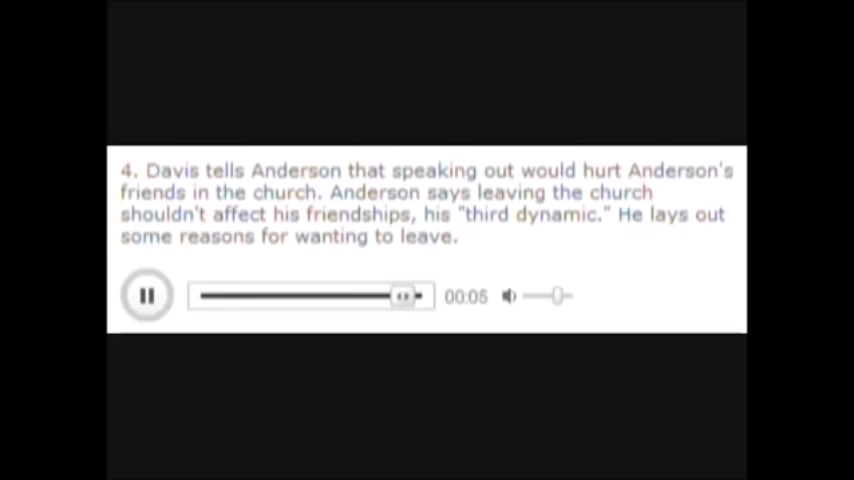 4. Davis tells Anderson that speaking out would hurt Anderson's
friends in the church. Anderson says leaving the church
shouldn't affect his friendships, his "third dynamic." He lays out
some reasons for wanting to leave.
00:05